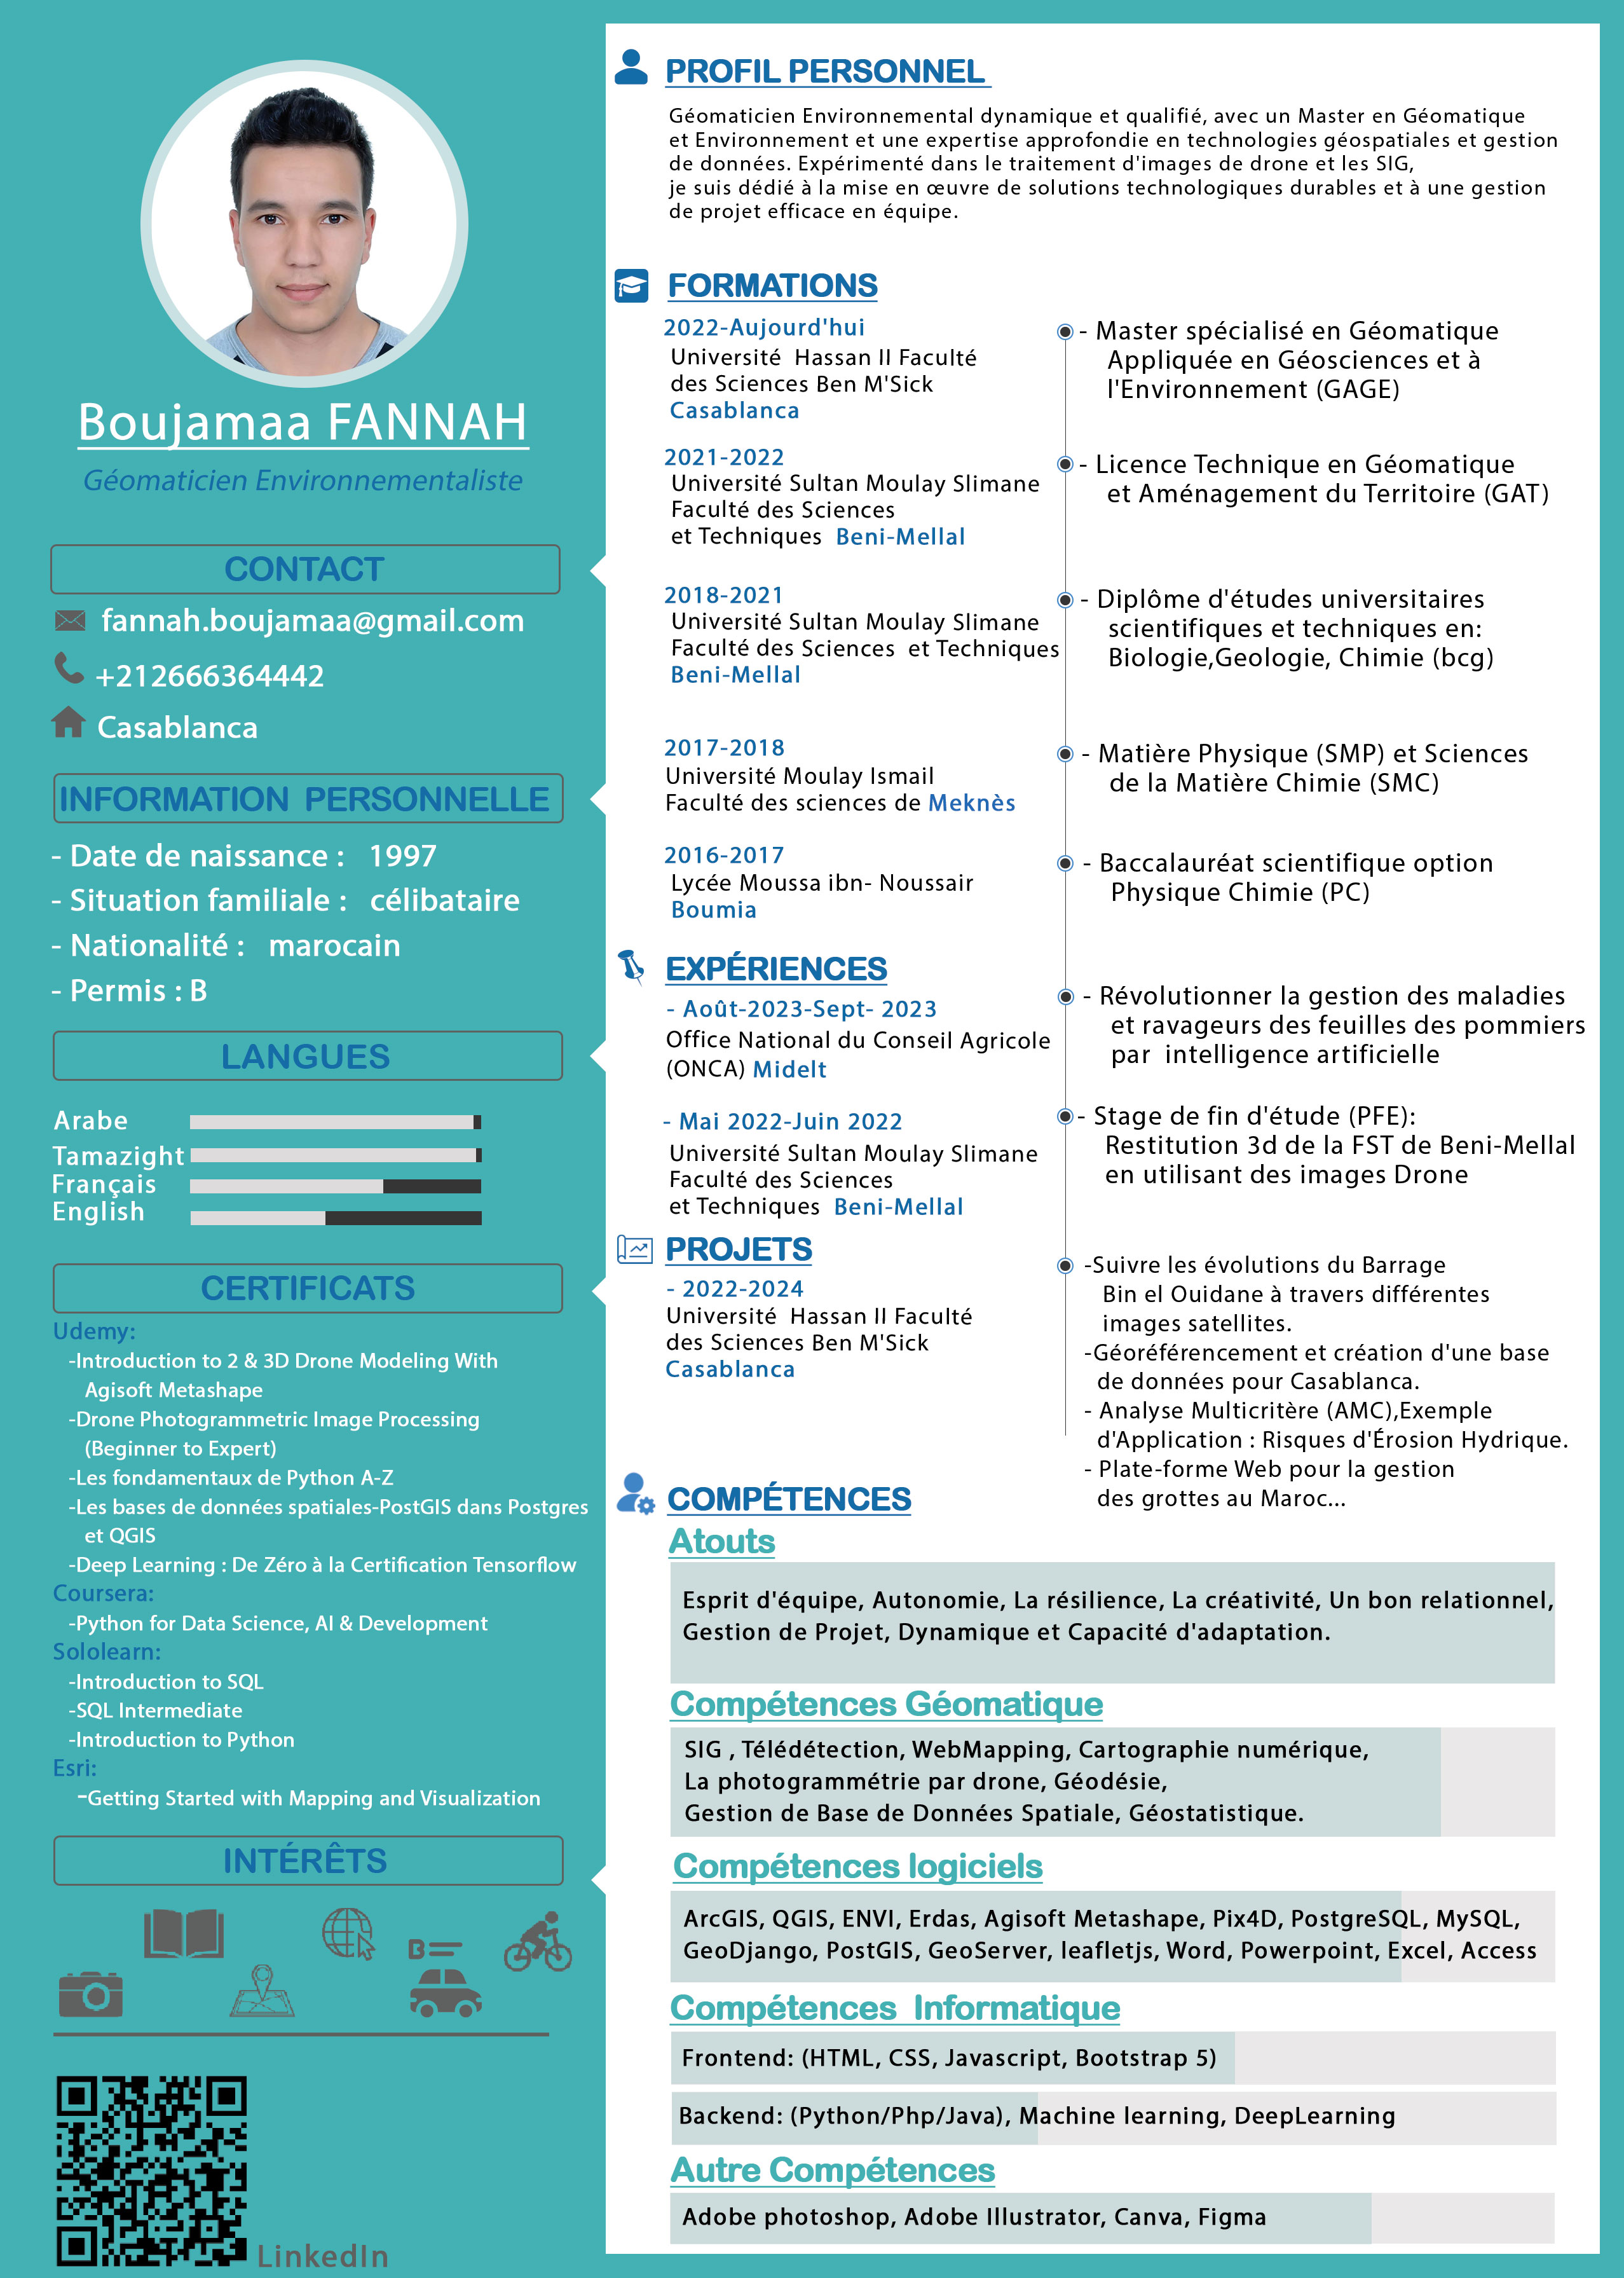 Boujamaa FANNAH
Géomaticien Environnementaliste
CONTACT
fannah.boujamaa@gmail.com
+212666364442
Casablanca
INFORMATION PERSONNELLE
- Date de naissance : 1997
- Situation familiale : célibataire
- Nationalité : marocain
- Permis : B
LANGUES
Arabe
Tamazight
Français
English
CERTIFICATS
Udemy:
-Introduction to 2 & 3D Drone Modeling With
Agisoft Metashape
-Drone Photogrammetric Image Processing
(Beginner to Expert)
-Les fondamentaux de Python A-Z
-Les bases de données spatiales-PostGIS dans Postgres
et QGIS
-Deep Learning : De Zéro à la Certification Tensorflow
Coursera:
-Python for Data Science, AI & Development
Sololearn:
-Introduction to SQL
-SQL Intermediate
-Introduction to Python
Esri:
-Getting Started with Mapping and Visualization
INTÉRÊTS
B
LinkedIn
PROFIL PERSONNEL
Géomaticien Environnemental dynamique et qualifié, avec un Master en Géomatique
et Environnement et une expertise approfondie en technologies géospatiales et gestion
de données. Expérimenté dans le traitement d'images de drone et les SIG,
je suis dédié à la mise en œuvre de solutions technologiques durables et à une gestion
de projet efficace en équipe.
FORMATIONS
2022-Aujourd'hui
Université Hassan II Faculté
des Sciences Ben M'Sick
Casablanca
- Master spécialisé en Géomatique
Appliquée en Géosciences et à
l'Environnement (GAGE)
2021-2022
Université Sultan Moulay Slimane
Faculté des Sciences
et Techniques Beni-Mellal
- Licence Technique en Géomatique
et Aménagement du Territoire (GAT)
2018-2021
Université Sultan Moulay Slimane
Faculté des Sciences et Techniques
Beni-Mellal
- Diplôme d'études universitaires
scientifiques et techniques en:
Biologie,Geologie, Chimie (bcg)
2017-2018
Université Moulay Ismail
Faculté des sciences de Meknès
- Matière Physique (SMP) et Sciences
de la Matière Chimie (SMC)
2016-2017
Lycée Moussa ibn- Noussair
Boumia
- Baccalauréat scientifique option
Physique Chimie (PC)
EXPÉRIENCES
- Août-2023-Sept- 2023
Office National du Conseil Agricole
(ONCA) Midelt
- Révolutionner la gestion des maladies
et ravageurs des feuilles des pommiers
par intelligence artificielle
- Mai 2022-Juin 2022
Université Sultan Moulay Slimane
Faculté des Sciences
et Techniques Beni-Mellal
- Stage de fin d'étude (PFE):
Restitution 3d de la FST de Beni-Mellal
en utilisant des images Drone
PROJETS
- 2022-2024
Université Hassan II Faculté
des Sciences Ben M'Sick
Casablanca
-Suivre les évolutions du Barrage
Bin el Ouidane à travers différentes
images satellites.
-Géoréférencement et création d'une base
de données pour Casablanca.
- Analyse Multicritère (AMC),Exemple
d'Application : Risques d'Érosion Hydrique.
- Plate-forme Web pour la gestion
des grottes au Maroc...
COMPÉTENCES
Atouts
Esprit d'équipe, Autonomie, La résilience, La créativité, Un bon relationnel,
Gestion de Projet, Dynamique et Capacité d'adaptation.
Compétences Géomatique
SIG , Télédétection, WebMapping, Cartographie numérique,
La photogrammétrie par drone, Géodésie,
Gestion de Base de Données Spatiale, Géostatistique.
Compétences logiciels
ArcGIS, QGIS, ENVI, Erdas, Agisoft Metashape, Pix4D, PostgreSQL, MySQL,
GeoDjango, PostGIS, GeoServer, leafletjs, Word, Powerpoint, Excel, Access
Compétences Informatique
Frontend: (HTML, CSS, Javascript, Bootstrap 5)
Backend: (Python/Php/Java), Machine learning, DeepLearning
Autre Compétences
Adobe photoshop, Adobe Illustrator, Canva, Figma